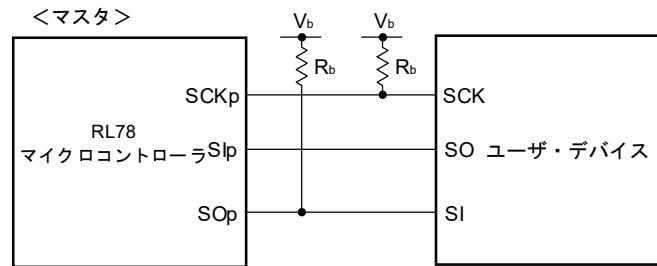 <マスタ>
Vb Vb
Rb Rb
SCKp SCK
RL78
マイクロコントローラ SIp SO ユーザ・デバイス
SOp SI